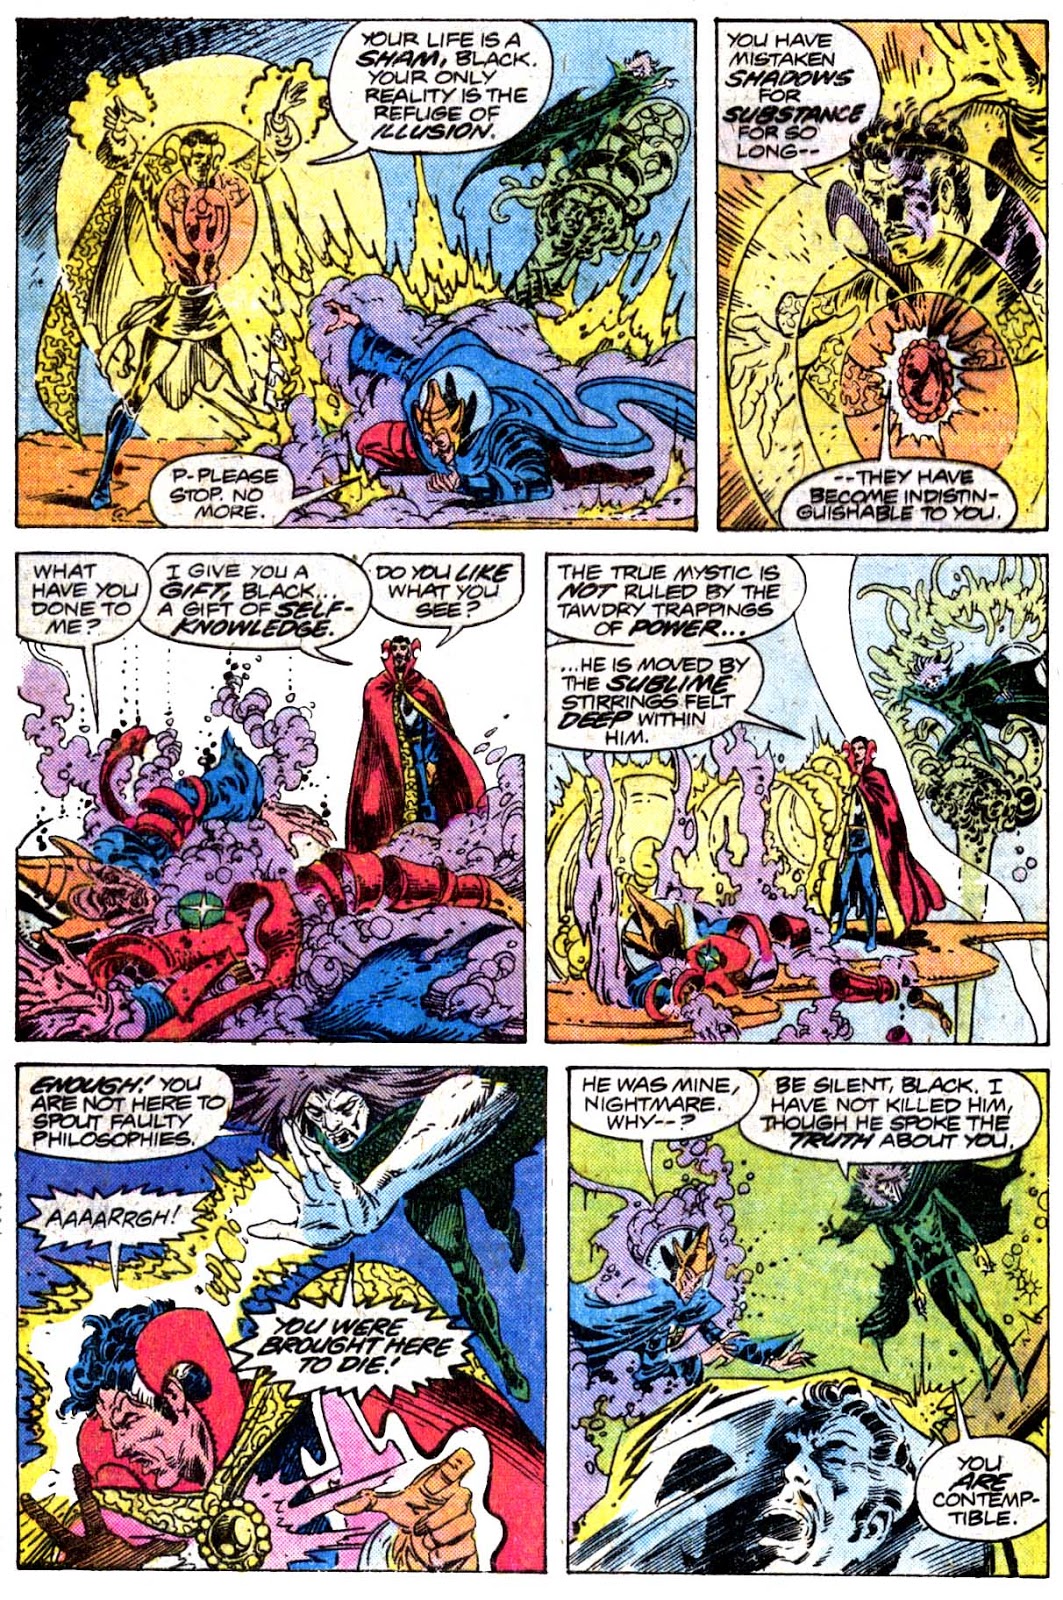 YOUR LIFE IS A
SHAM, BLACK.
YOUR ONLY
REALITY IS THE
REFUGE OF
ILLUSION.
P-PLEASE
STOP. NO
MORE.
YOU HAVE
MISTAKEN
SHADOWS
FOR
SUBSTANCE
FOR SO
LONG--
--THEY HAVE
BECOME INDISTIN-
GUISHABLE TO YOU.
WHAT
HAVE YOU
DONE TO
ME?
I GIVE YOU A
GIFT, BLACK...
A GIFT OF SELF-
KNOWLEDGE.
DO YOU LIKE
WHAT YOU
SEE?
THE TRUE MYSTIC IS
NOT RULED BY THE
TAWDRY TRAPPINGS
OF POWER...
...HE IS MOVED BY
THE SUBLIME
STIRRINGS FELT
DEEP WITHIN
HIM.
ENOUGH! YOU
ARE NOT HERE TO
SPOUT FAULTY
PHILOSOPHIES.
AAAARRGH!
YOU WERE
BROUGHT HERE
TO DIE!
HE WAS MINE,
NIGHTMARE.
WHY--?
BE SILENT, BLACK. I
HAVE NOT KILLED HIM,
THOUGH HE SPOKE THE
TRUTH ABOUT YOU.
YOU
ARE
CONTEMP-
TIBLE.